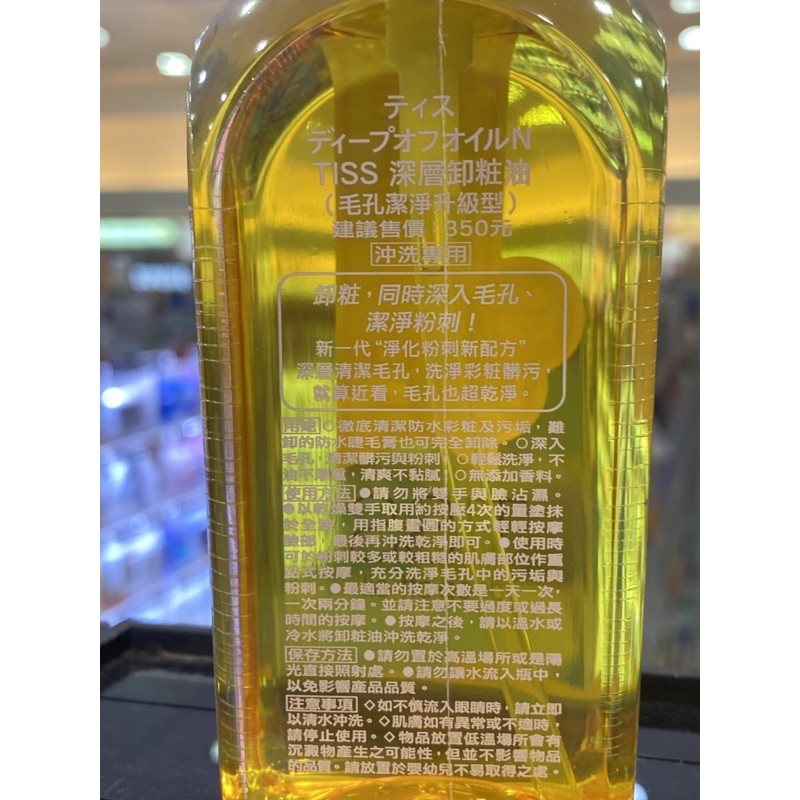 ティス
ディープオフオイルN
TISS 深層卸粧油
(毛孔潔淨升級型)
建議售價 350元
沖洗專用
卸粧,同時深入毛孔、
潔淨粉刺!
新一代“淨化粉刺新配方”
深層清潔毛孔,洗淨彩粧髒污,
就算近看,毛孔也超乾淨。
用途 ○徹底清潔防水彩粧及污垢,難
卸的防水睫毛膏也可完全卸除。○深入
毛孔,清潔髒污與粉刺 ○輕鬆洗淨,不
油不 重,清爽不黏膩 ○無添加香料。
使用方法 ●請勿將雙手與臉沾濕。
●以乾燥雙手取用約按壓4次的量塗抹
於全臉,用指腹畫圓的方式輕輕按摩
臉部,最後再沖洗乾淨即可。●使用時
可於粉刺較多或較粗糙的肌膚部位作重
點式按摩,充分洗淨毛孔中的污垢與
粉刺。●最適當的按摩次數是一天一次,
一次兩分鐘。並請注意不要過度或過長
時間的按摩。●按摩之後,請以溫水或
冷水將卸粧油沖洗乾淨。
保存方法 ●請勿置於高溫場所或是陽
光直接照射處。●請勿讓水流入瓶中,
以免影響產品品質。
注意事項 ◇如不慎流入眼睛時,請立即
以清水沖洗。◇肌膚如有異常或不適時,
請停止使用。◇物品放置低溫場所會有
沉澱物產生之可能性,但並不影響物品
的品質。請放置於嬰幼兒不易取得之處。